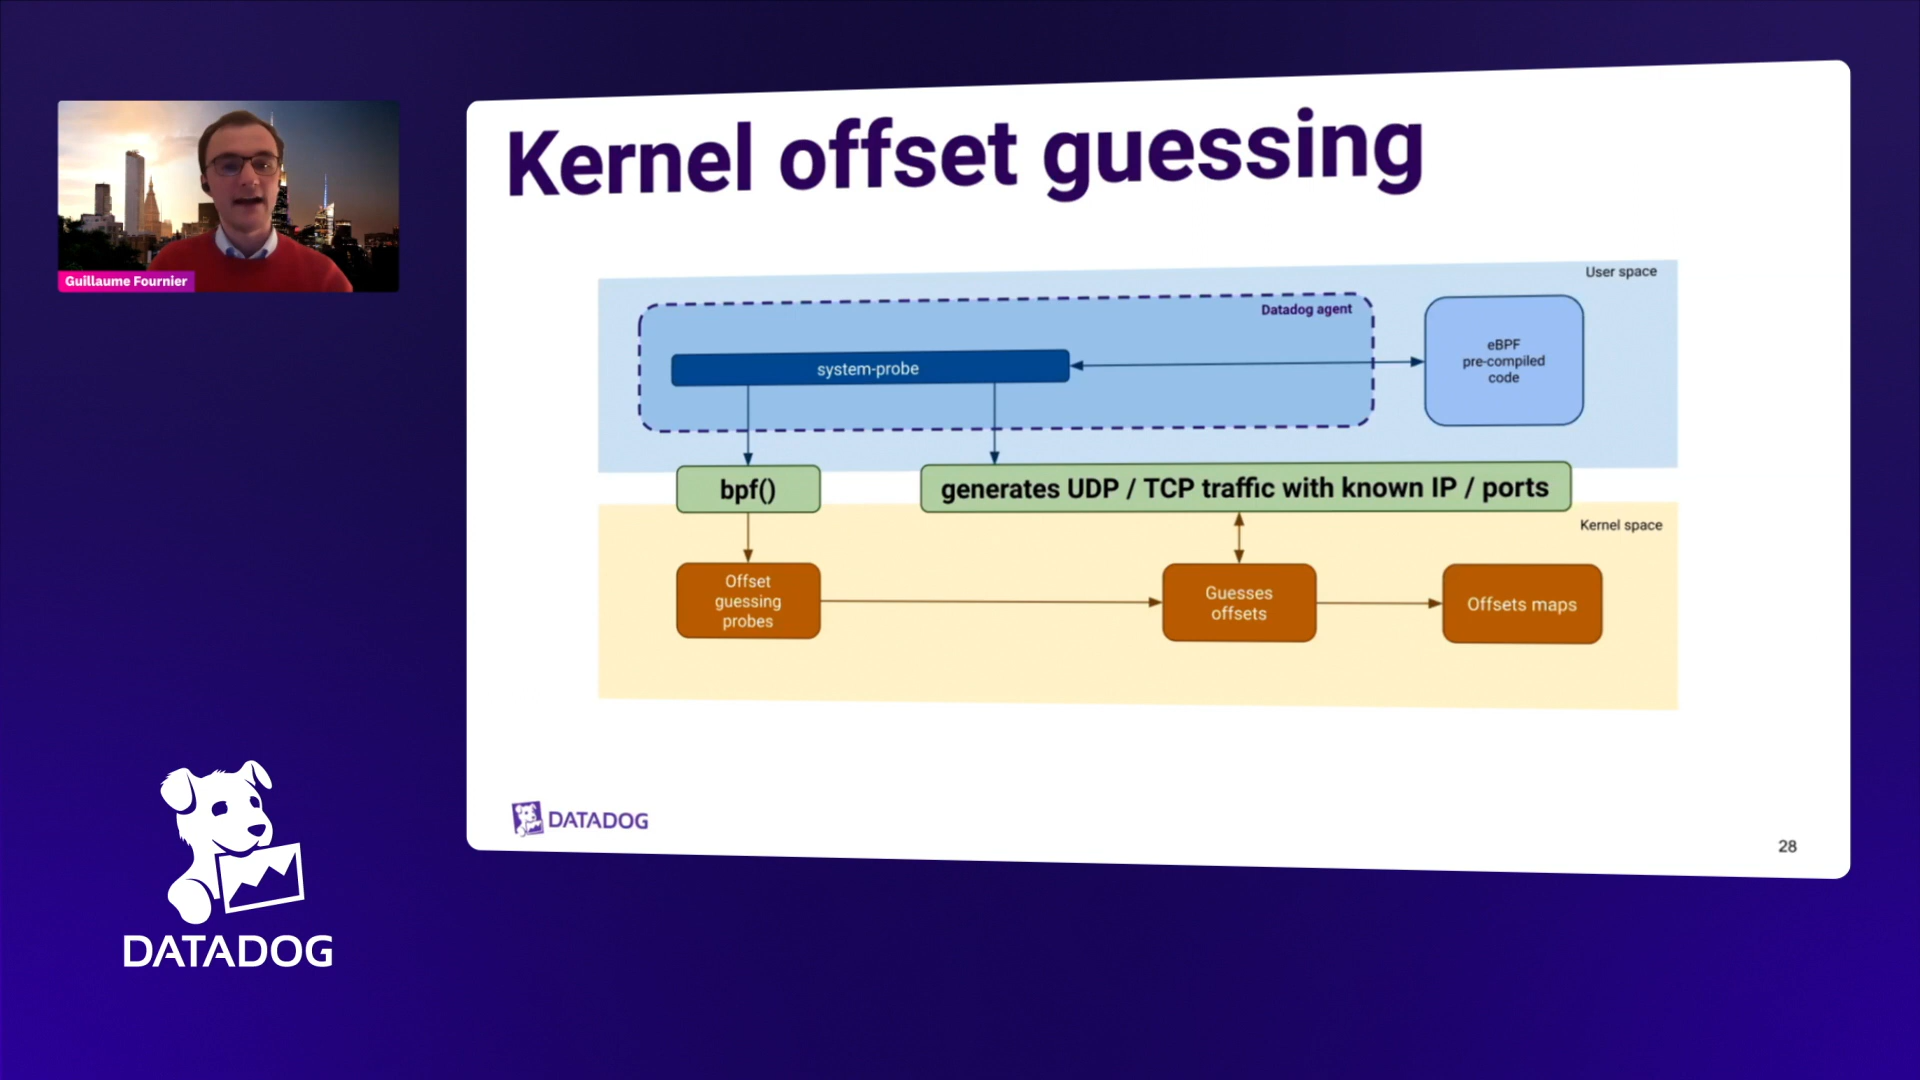 Kernel offset guessing
Guillaume Fournier
User space
Datadog agent
system-probe
eBPF
pre-compiled
code
bpf()
generates UDP / TCP traffic with known IP / ports
Kernel space
Offset
guessing
probes
Guesses
offsets
Offsets maps
DATADOG
28
DATADOG